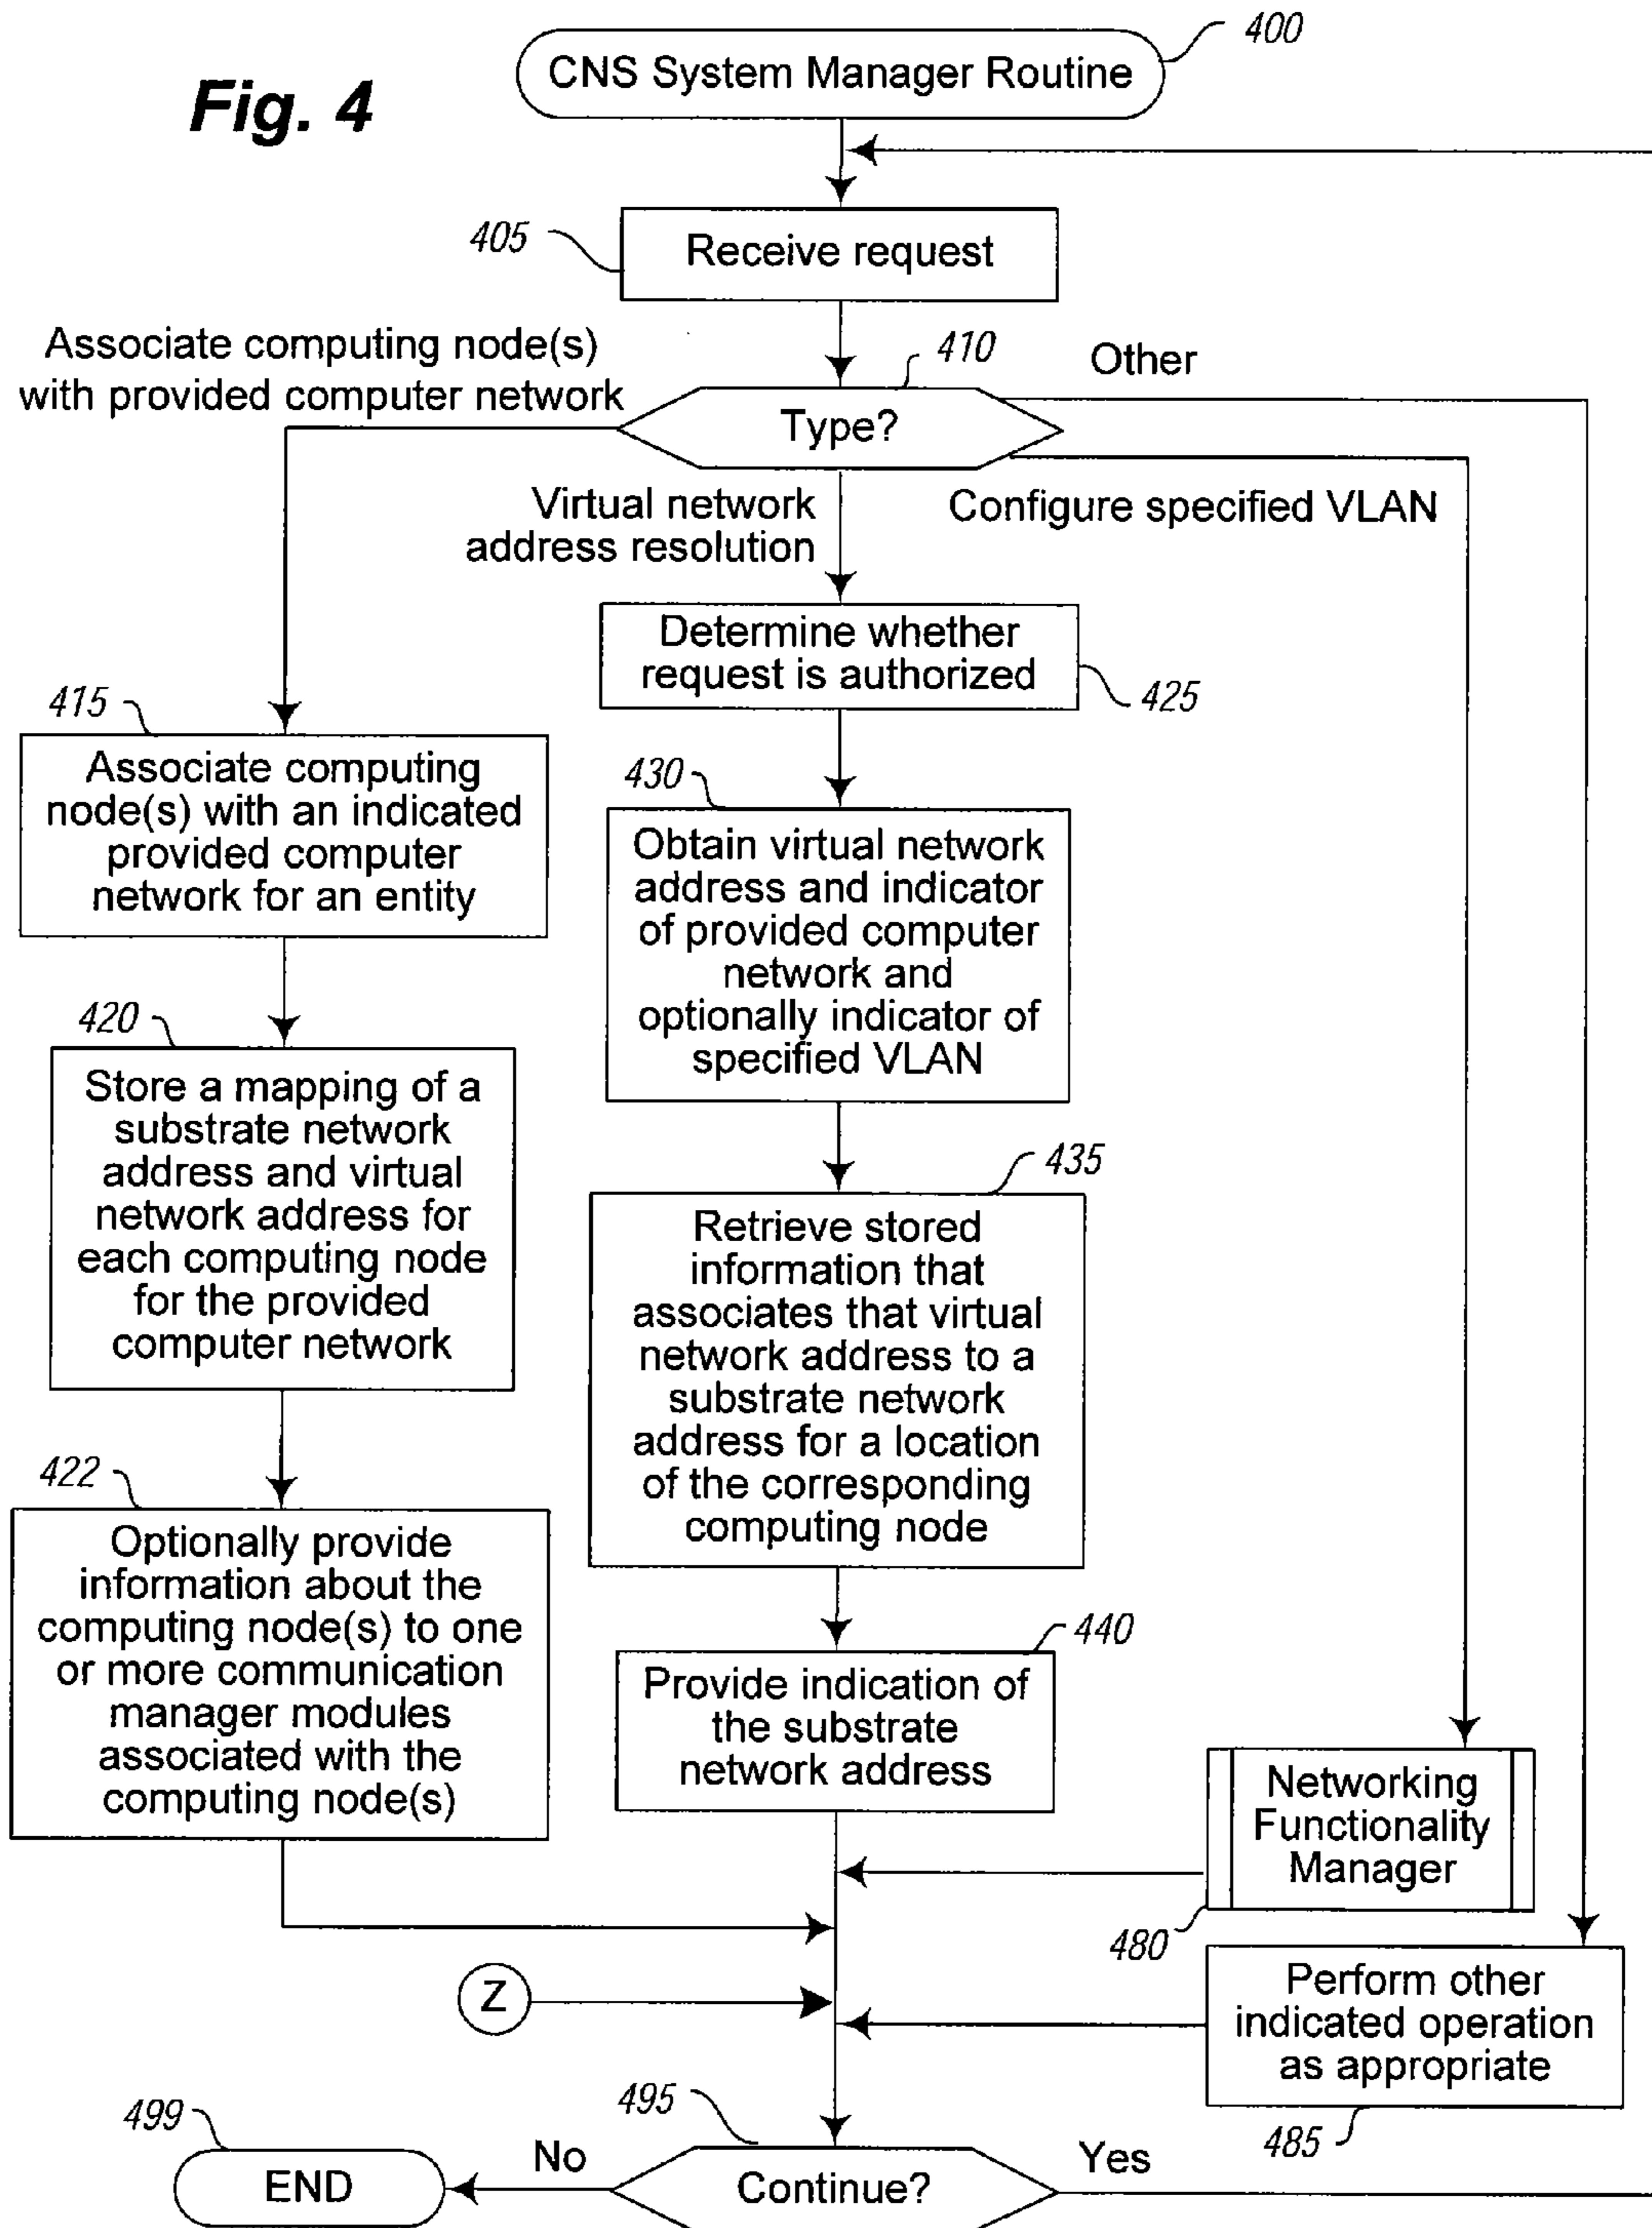 Fig. 4
400
CNS System Manager Routine
405
Receive request
Associate computing node(s)
with provided computer network
410
Other
Type?
Virtual network
address resolution
Configure specified VLAN
Determine whether
request is authorized
425
415
Associate computing
node(s) with an indicated
provided computer
network for an entity
430
Obtain virtual network
address and indicator
of provided computer
network and
optionally indicator of
specified VLAN
420
Store a mapping of a
substrate network
address and virtual
network address for
each computing node
for the provided
computer network
435
Retrieve stored
information that
associates that virtual
network address to a
substrate network
address for a location
of the corresponding
computing node
422
Optionally provide
information about the
computing node(s) to one
or more communication
manager modules
associated with the
computing node(s)
440
Provide indication of
the substrate
network address
Networking
Functionality
Manager
480
Z
Perform other
indicated operation
as appropriate
485
495
499
No
Yes
END
Continue?